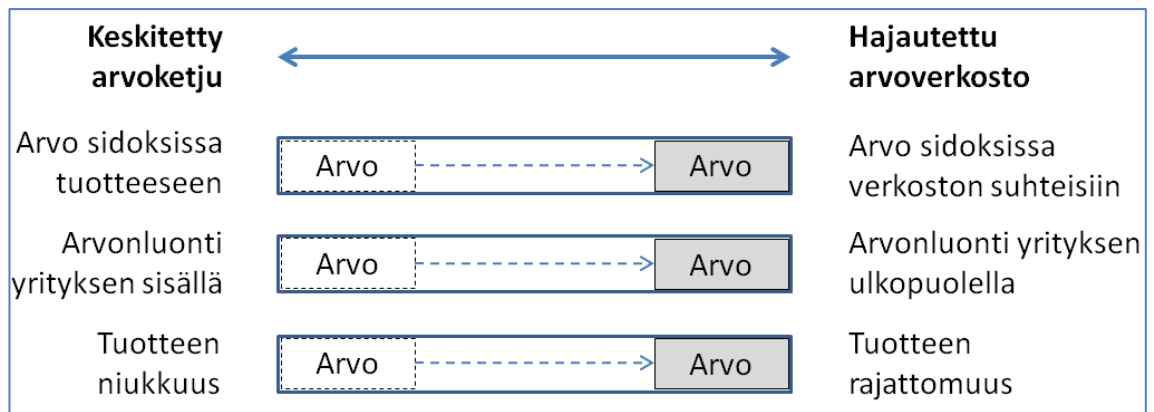 Keskitetty
arvoketju
Hajautettu
arvoverkosto
Arvo sidoksissa
tuotteeseen
Arvo
Arvo
Arvo sidoksissa
verkoston suhteisiin
Arvonluonti
yrityksen sisällä
Arvo
Arvo
Arvonluonti yrityksen
ulkopuolella
Tuotteen
niukkuus
Arvo
Arvo
Tuotteen
rajattomuus